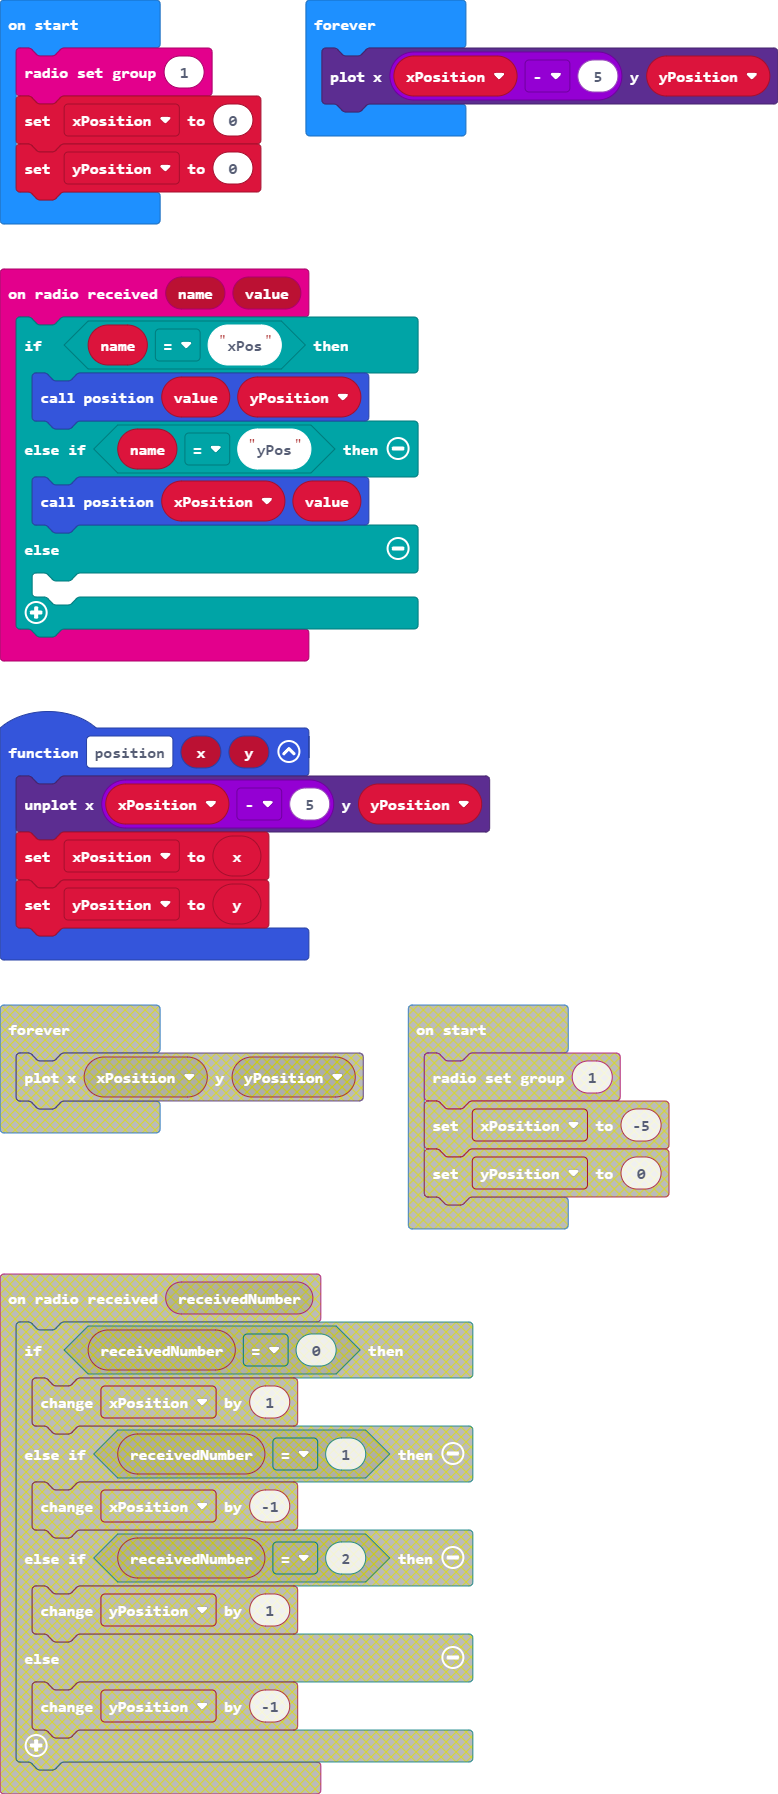 on start
radio set group 1
set xPosition to 0
set yPosition to 0
forever
plot x xPosition - 5 y yPosition
on radio received name value
if name = "xPos" then
call position value yPosition
else if name = "yPos" then
call position xPosition value
else
function position x y
unplot x xPosition - 5 y yPosition
set xPosition to x
set yPosition to y
forever
plot x xPosition y yPosition
on start
radio set group 1
set xPosition to -5
set yPosition to 0
on radio received receivedNumber
if receivedNumber = 0 then
change xPosition by 1
else if receivedNumber = 1 then
change xPosition by -1
else if receivedNumber = 2 then
change yPosition by 1
else
change yPosition by -1